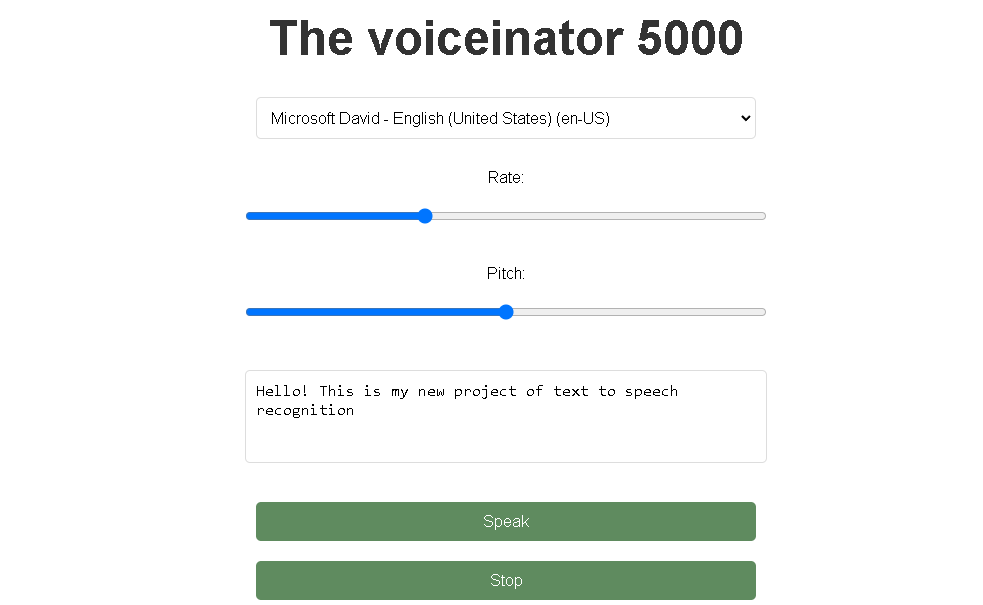 The voiceinator 5000
Microsoft David - English (United States) (en-US)
Rate:
Pitch:
Hello! This is my new project of text to speech
recognition
Speak
Stop